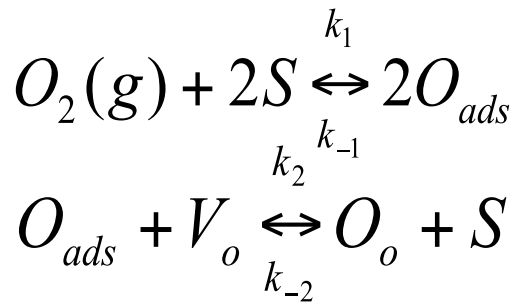 k₁
O₂(g) + 2S ↔ 2Oₐds
k₋₁
k₂
Oₐds + Vₒ ↔ Oₒ + S
k₋₂